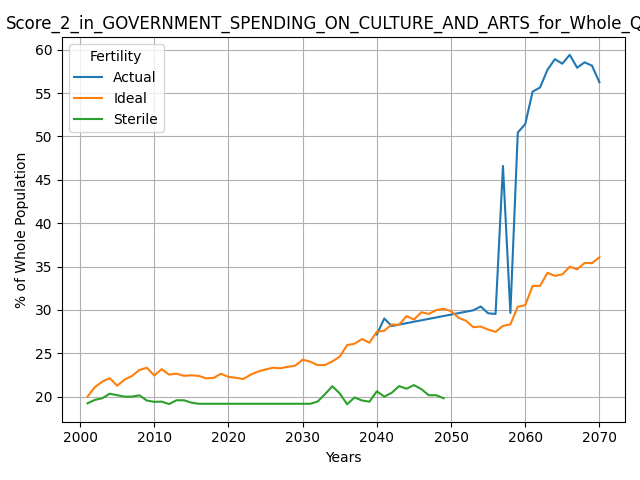 Score_2_in_GOVERNMENT_SPENDING_ON_CULTURE_AND_ARTS_for_Whole_Q
Fertility
Actual
Ideal
Sterile
% of Whole Population
60
55
50
45
40
35
30
25
20
2000 2010 2020 2030 2040 2050 2060 2070
Years